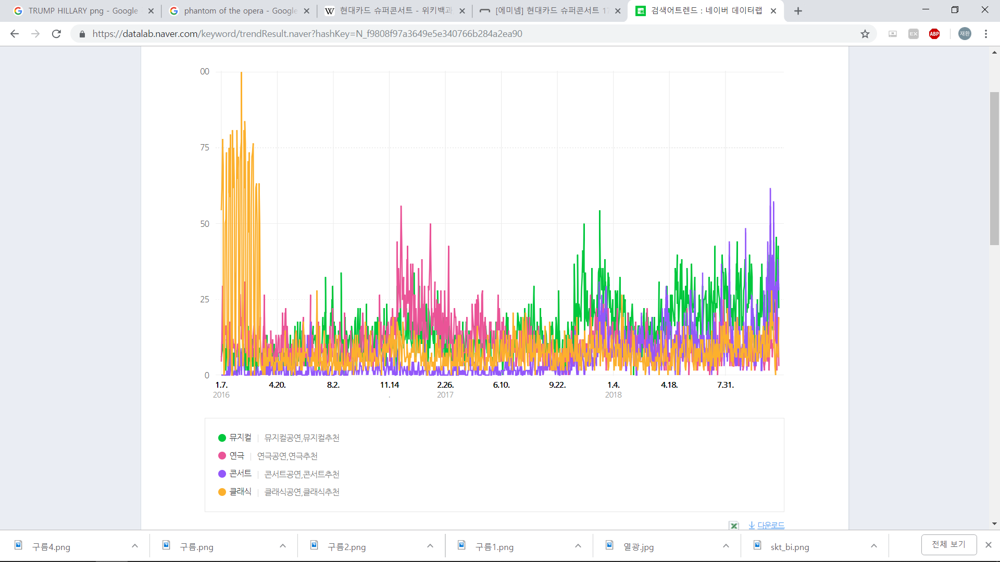 TRUMP HILLARY png - Google
phantom of the opera - Google
현대카드 슈퍼콘서트 - 위키백과
[에미넴] 현대카드 슈퍼콘서트 17
검색어트렌드 : 네이버 데이터랩
https://datalab.naver.com/keyword/trendResult.naver?hashKey=N_f9808f97a3649e5e340766b284a2ea90
EX
ABP
재환
00
75
50
25
0
1.7. 4.20. 8.2. 11.14 2.26. 6.10. 9.22. 1.4. 4.18. 7.31.
2016 . 2017 2018
뮤지컬 | 뮤지컬공연,뮤지컬추천
연극 | 연극공연,연극추천
콘서트 | 콘서트공연,콘서트추천
클래식 | 클래식공연,클래식추천
다운로드
구름4.png
구름.png
구름2.png
구름1.png
열광.jpg
skt_bi.png
전체 보기